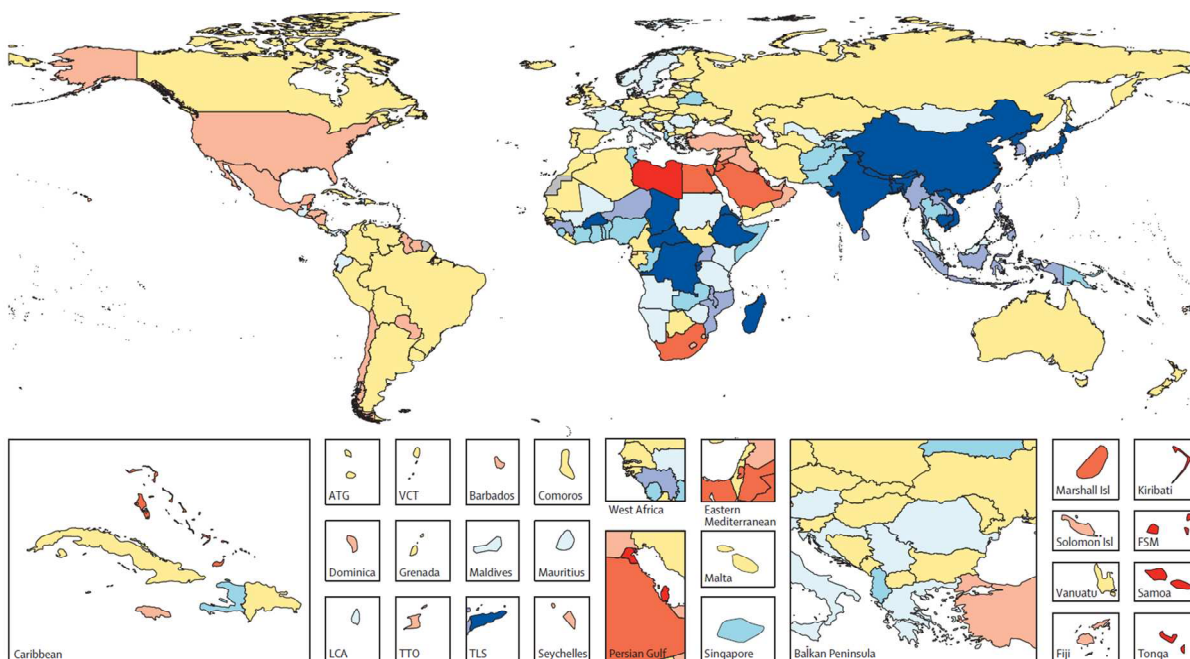 ATG
VCT
Barbados
Comoros
West Africa
Eastern
Mediterranean
Marshall Isl
Kiribati
Dominica
Grenada
Maldives
Mauritius
Malta
Solomon Isl
FSM
Vanuatu
Samoa
Caribbean
LCA
TTO
TLS
Seychelles
Persian Gulf
Singapore
Balkan Peninsula
Fiji
Tonga